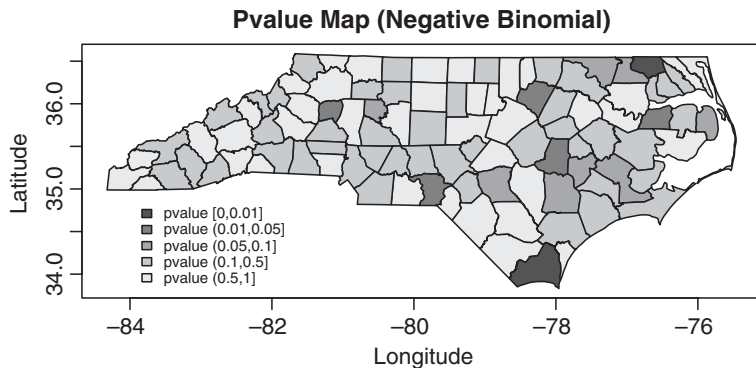 Pvalue Map (Negative Binomial)
Latitude
36.0
35.0
34.0
pvalue [0,0.01]
pvalue (0.01,0.05]
pvalue (0.05,0.1]
pvalue (0.1,0.5]
pvalue (0.5,1]
−84 −82 −80 −78 −76
Longitude